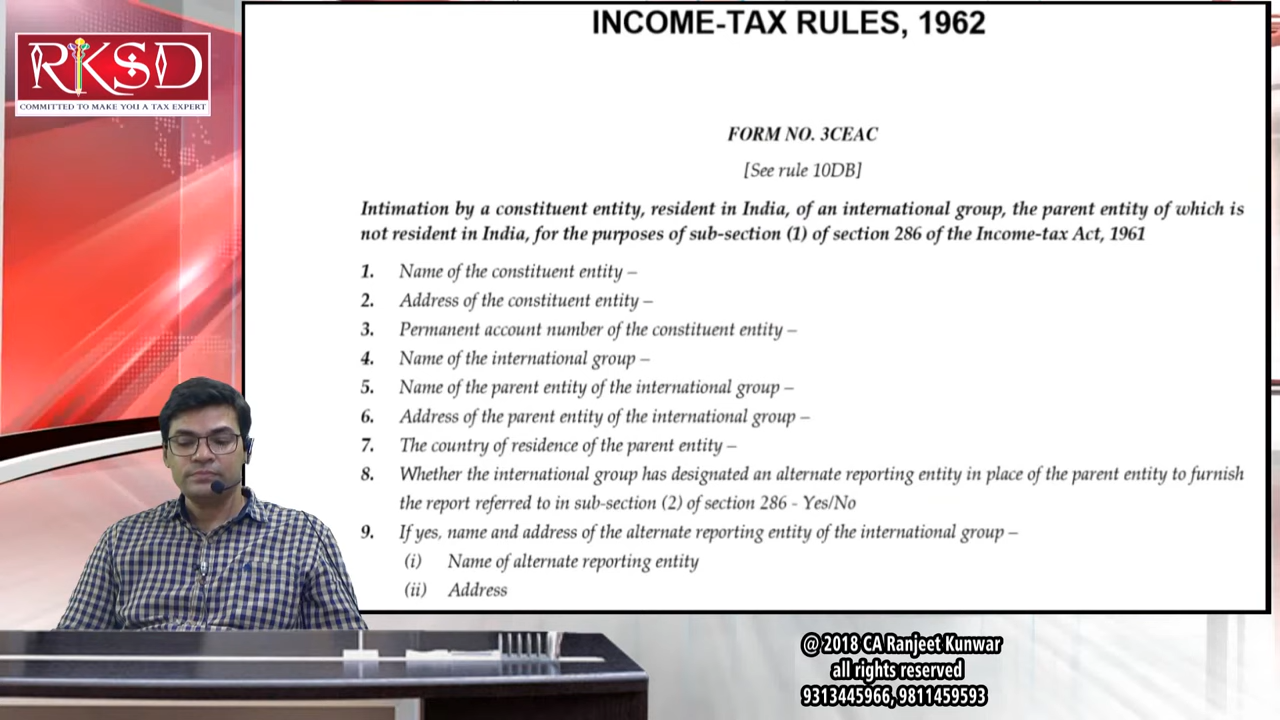 RKSD
COMMITTED TO MAKE YOU A TAX EXPERT
INCOME-TAX RULES, 1962
FORM NO. 3CEAC
[See rule 10DB]
Intimation by a constituent entity, resident in India, of an international group, the parent entity of which is
not resident in India, for the purposes of sub-section (1) of section 286 of the Income-tax Act, 1961
1. Name of the constituent entity –
2. Address of the constituent entity –
3. Permanent account number of the constituent entity –
4. Name of the international group –
5. Name of the parent entity of the international group –
6. Address of the parent entity of the international group –
7. The country of residence of the parent entity –
8. Whether the international group has designated an alternate reporting entity in place of the parent entity to furnish
the report referred to in sub-section (2) of section 286 - Yes/No
9. If yes, name and address of the alternate reporting entity of the international group –
(i) Name of alternate reporting entity
(ii) Address
@ 2018 CA Ranjeet Kunwar
all rights reserved
9313445966, 9811459593